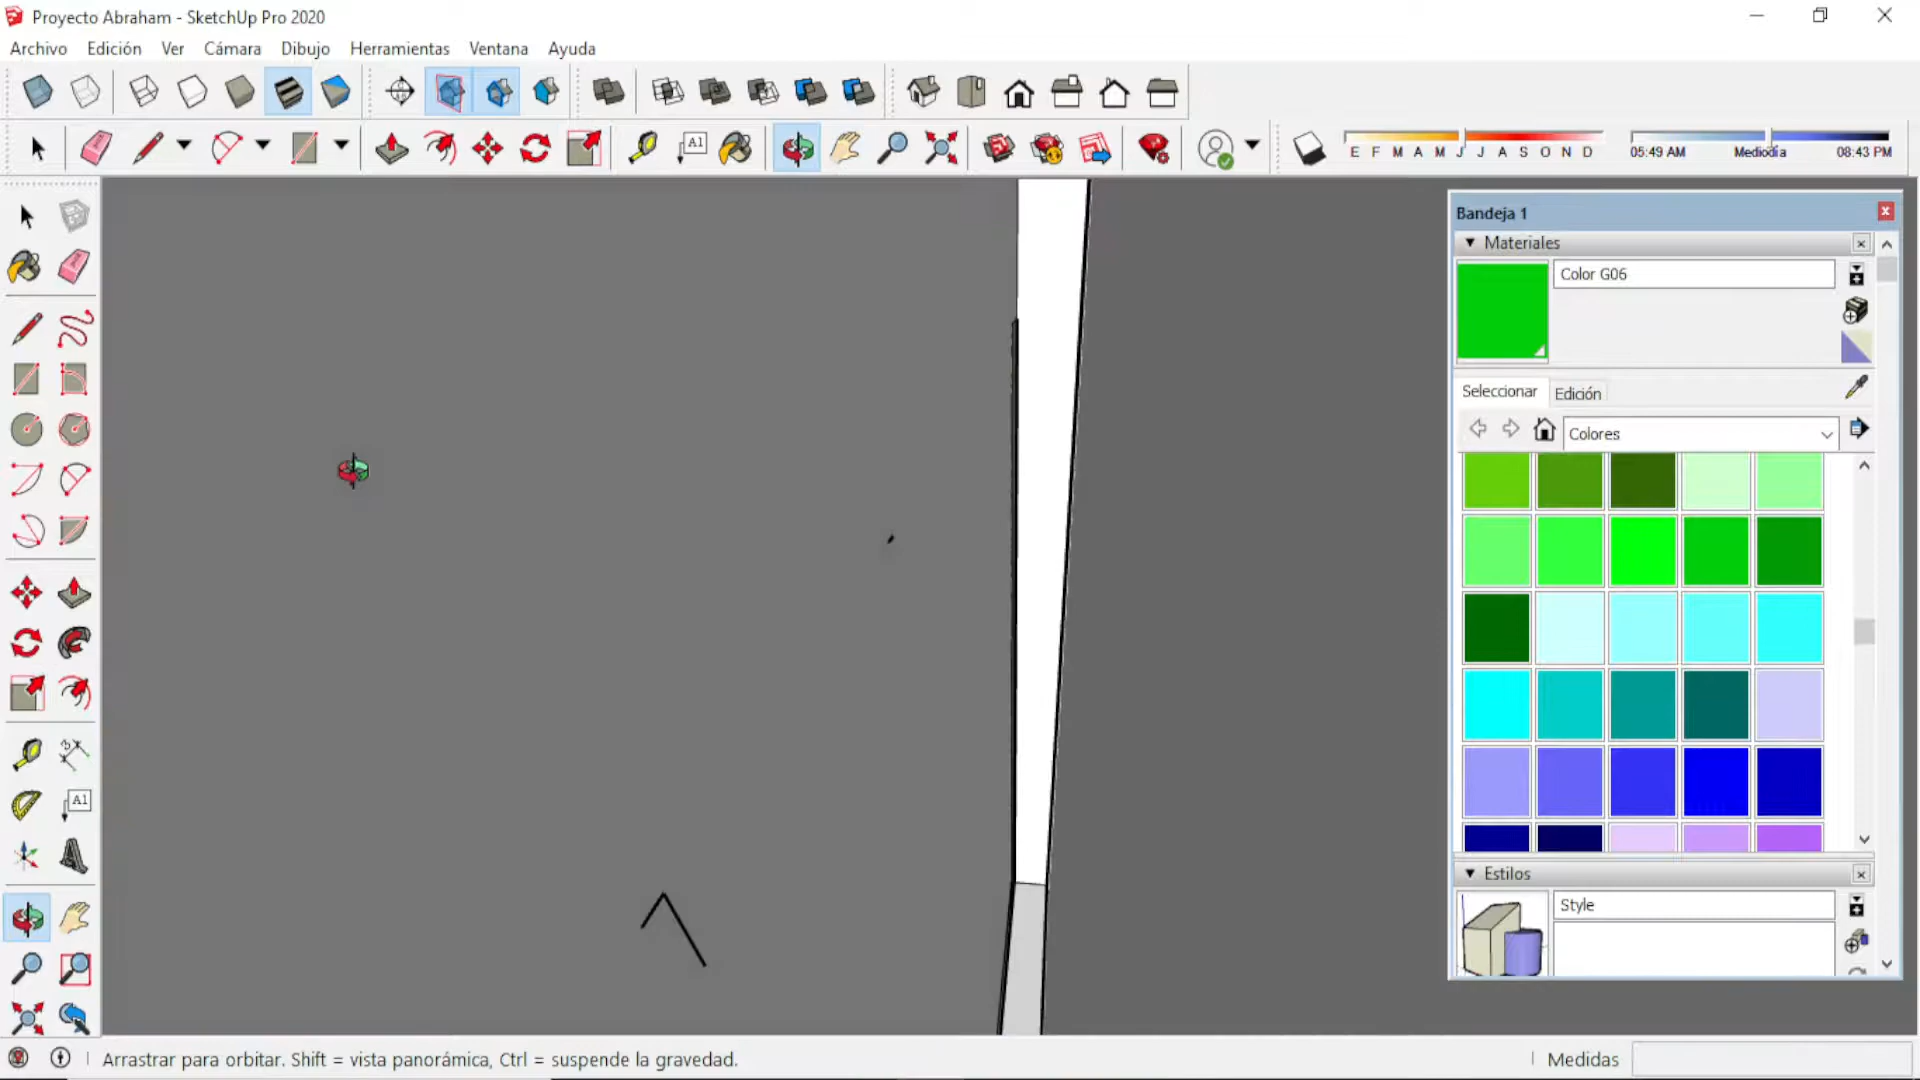 Proyecto Abraham - SketchUp Pro 2020
Archivo Edición Ver Cámara Dibujo Herramientas Ventana Ayuda
A1
E F M A M J J A S O N D
05:49 AM Mediodía 08:43 PM
Bandeja 1
Materiales
Color G06
Seleccionar Edición
Colores
A1
Estilos
Style
Arrastrar para orbitar. Shift = vista panorámica, Ctrl = suspende la gravedad.
Medidas